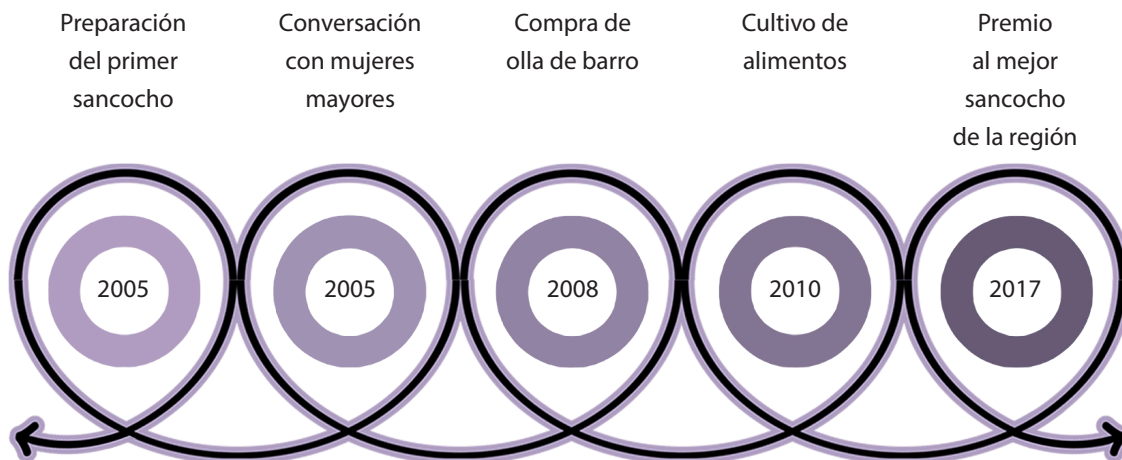 Preparación
del primer
sancocho
Conversación
con mujeres
mayores
Compra de
olla de barro
Cultivo de
alimentos
Premio
al mejor
sancocho
de la región
2005
2005
2008
2010
2017